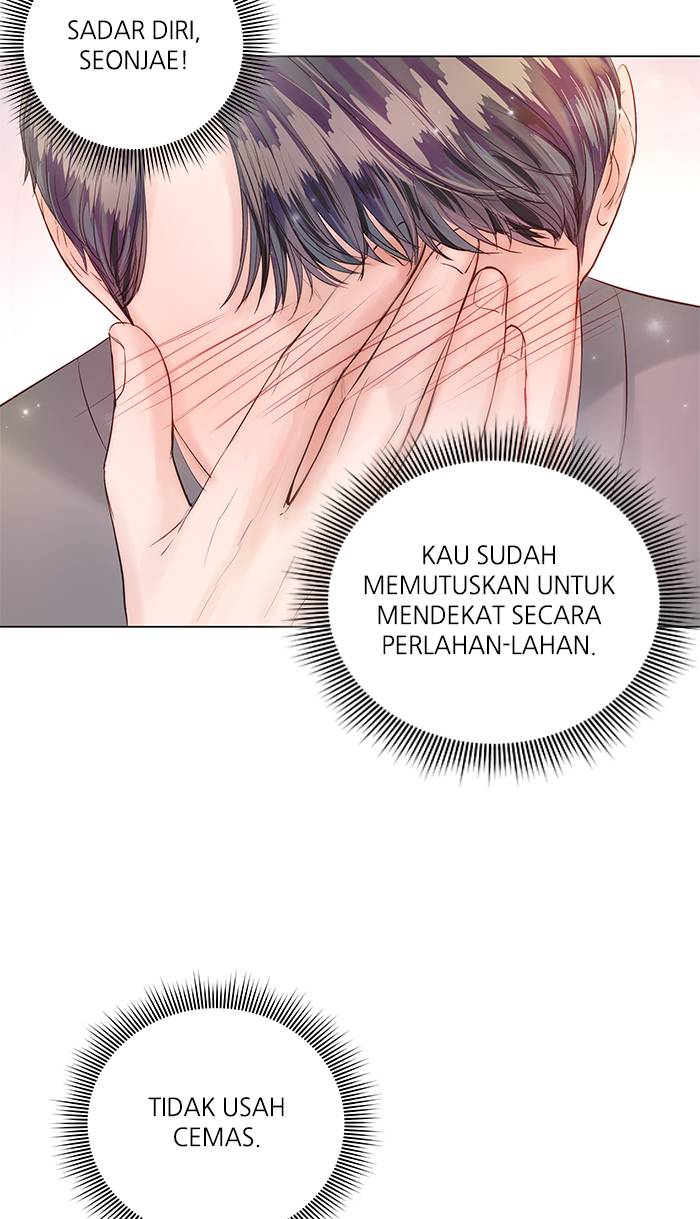 SADAR DIRI,
SEONJAE!
KAU SUDAH
MEMUTUSKAN UNTUK
MENDEKAT SECARA
PERLAHAN-LAHAN.
TIDAK USAH
CEMAS.